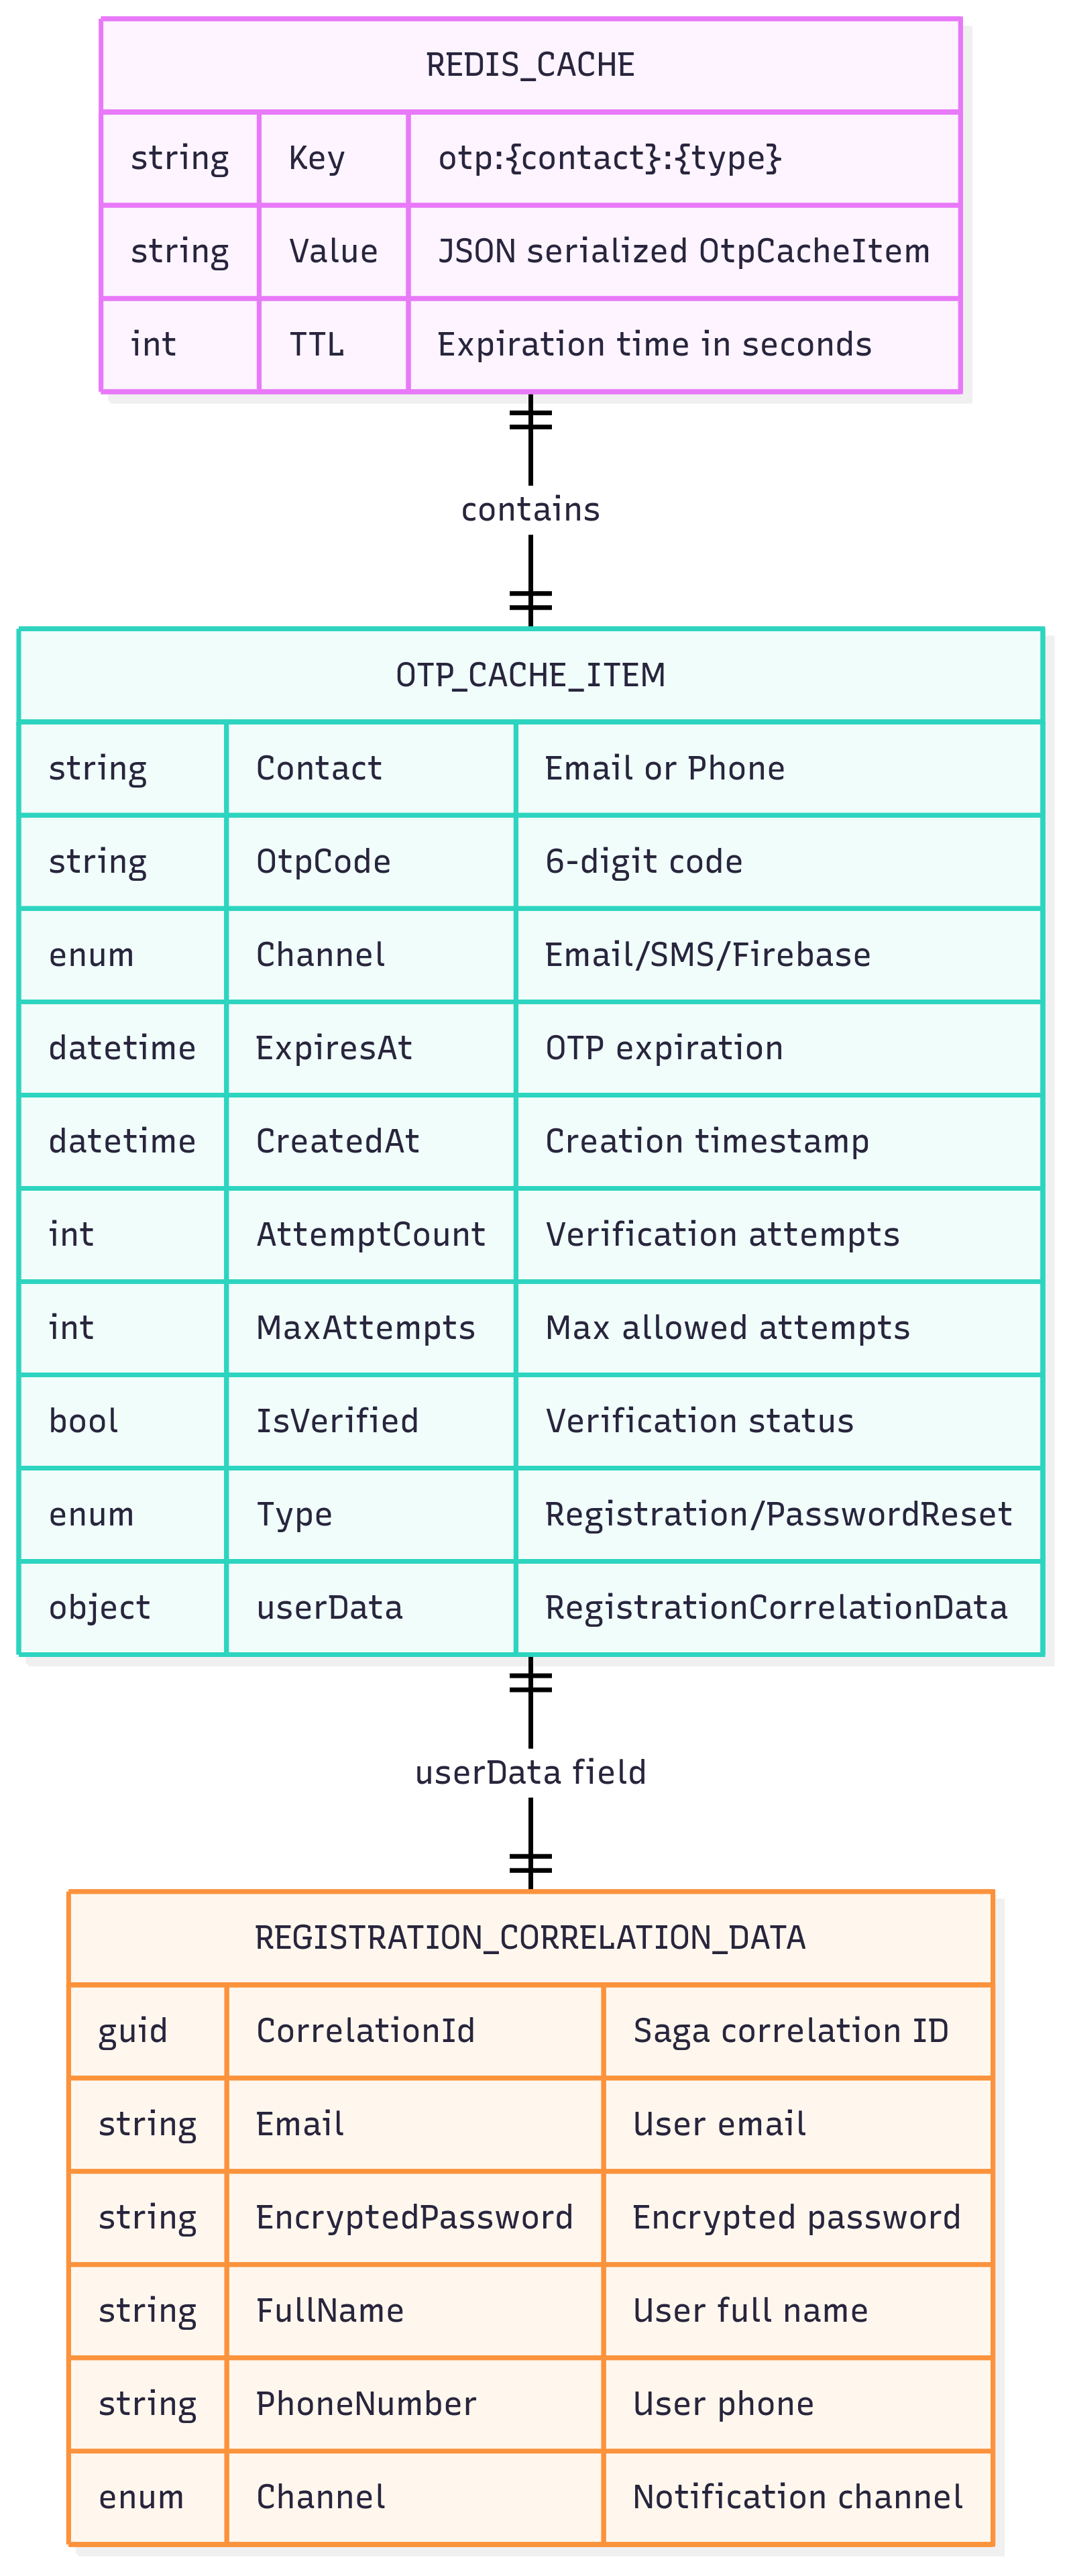 REDIS_CACHE
string Key otp:{contact}:{type}
string Value JSON serialized OtpCacheItem
int TTL Expiration time in seconds
contains
OTP_CACHE_ITEM
string Contact Email or Phone
string OtpCode 6-digit code
enum Channel Email/SMS/Firebase
datetime ExpiresAt OTP expiration
datetime CreatedAt Creation timestamp
int AttemptCount Verification attempts
int MaxAttempts Max allowed attempts
bool IsVerified Verification status
enum Type Registration/PasswordReset
object userData RegistrationCorrelationData
userData field
REGISTRATION_CORRELATION_DATA
guid CorrelationId Saga correlation ID
string Email User email
string EncryptedPassword Encrypted password
string FullName User full name
string PhoneNumber User phone
enum Channel Notification channel